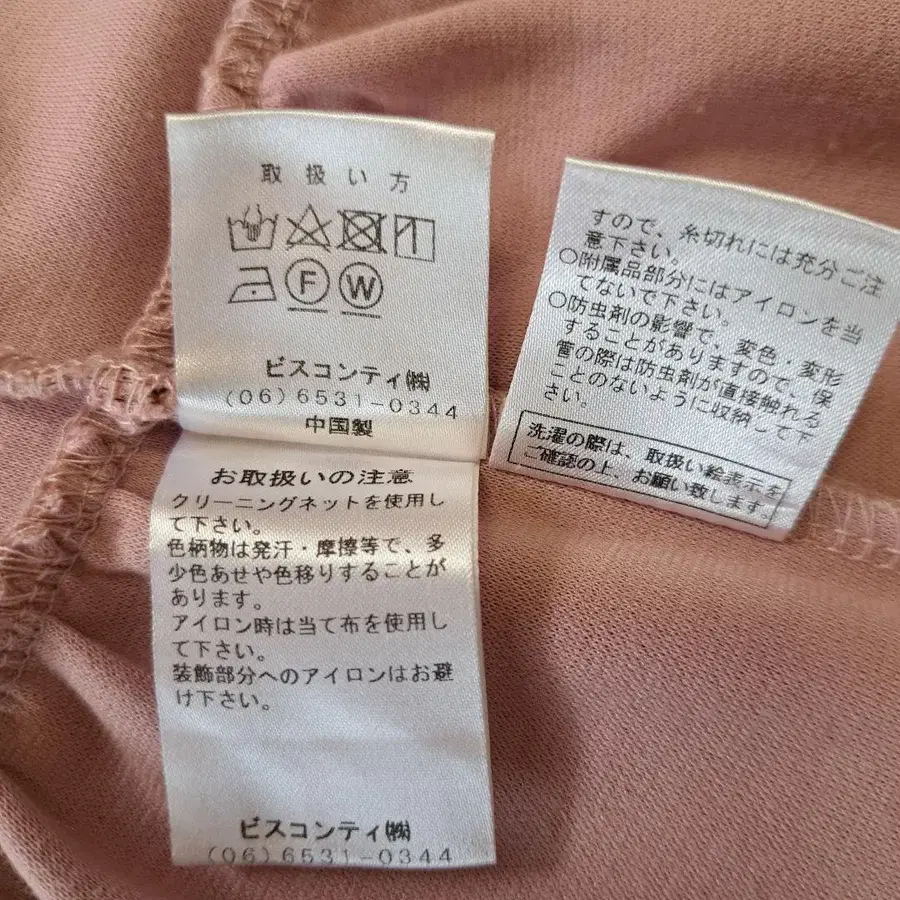 取扱い方
F W
ビスコンティ㈱
(06)6531-0344
中国製
お取扱いの注意
クリーニングネットを使用し
て下さい。
色柄物は発汗・摩擦等で、多
少色あせや色移りすることが
あります。
アイロン時は当て布を使用し
て下さい。
装飾部分へのアイロンはお避
け下さい。
ビスコンティ㈱
(06)6531-0344
すので、糸切れには充分ご注
意下さい。
○附属品部分にはアイロンを当
てないで下さい。
○防虫剤の影響で、変色・変形
することがありますので、保
管の際は防虫剤が直接触れる
ことのないように収納して下
さい。
洗濯の際は、取扱い絵表示を
ご確認の上、お願い致します。